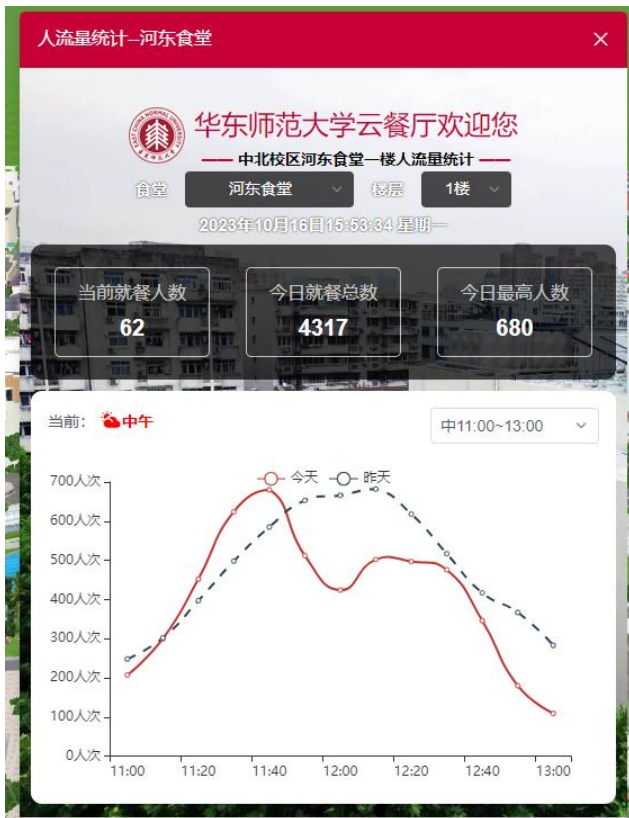 人流量统计--河东食堂
华东师范大学云餐厅欢迎您
中北校区河东食堂一楼人流量统计
食堂 河东食堂 楼层 1楼
2023年10月16日15:53:34 星期一
当前就餐人数 今日就餐总数 今日最高人数
62 4317 680
当前: 中午 中11:00~13:00
今天 昨天
700人次
600人次
500人次
400人次
300人次
200人次
100人次
0人次
11:00 11:20 11:40 12:00 12:20 12:40 13:00